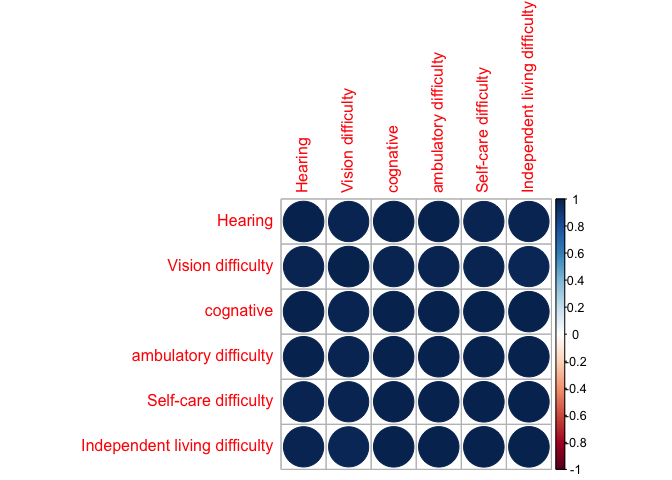 Hearing
Vision difficulty
cognative
ambulatory difficulty
Self-care difficulty
Independent living difficulty
Hearing
Vision difficulty
cognative
ambulatory difficulty
Self-care difficulty
Independent living difficulty
1
0.8
0.6
0.4
0.2
0
-0.2
-0.4
-0.6
-0.8
-1